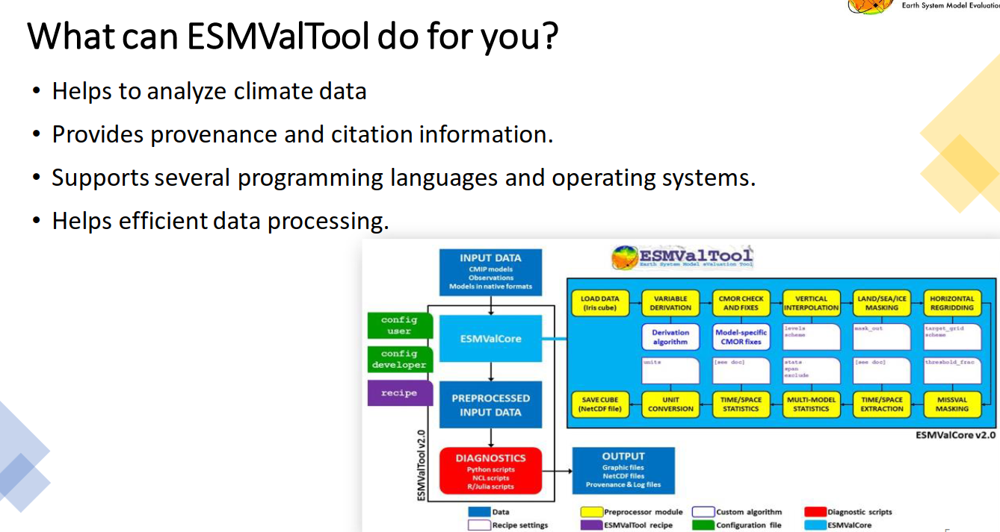 Earth System Model Evaluation
What can ESMValTool do for you?
• Helps to analyze climate data
• Provides provenance and citation information.
• Supports several programming languages and operating systems.
• Helps efficient data processing.
INPUT DATA
CMIP models
Observations
Models in native formats
config
user
config
developer
recipe
ESMValCore
PREPROCESSED
INPUT DATA
DIAGNOSTICS
Python scripts
NCL scripts
R/Julia scripts
ESMValTool v2.0
OUTPUT
Graphic files
NetCDF files
Provenance & Log files
ESMValTool
Earth System Model eValuation Tool
LOAD DATA
(Iris cube)
VARIABLE
DERIVATION
CMOR CHECK
AND FIXES
VERTICAL
INTERPOLATION
LAND/SEA/ICE
MASKING
HORIZONTAL
REGRIDDING
Derivation
algorithm
Model-specific
CMOR fixes
levels
scheme
mask_out
target_grid
scheme
units
[see doc]
stats
span
exclude
[see doc]
threshold_frac
SAVE CUBE
(NetCDF file)
UNIT
CONVERSION
TIME/SPACE
STATISTICS
MULTI-MODEL
STATISTICS
TIME/SPACE
EXTRACTION
MISSVAL
MASKING
ESMValCore v2.0
Data
Preprocessor module
Custom algorithm
Diagnostic scripts
Recipe settings
ESMValTool recipe
Configuration file
ESMValCore